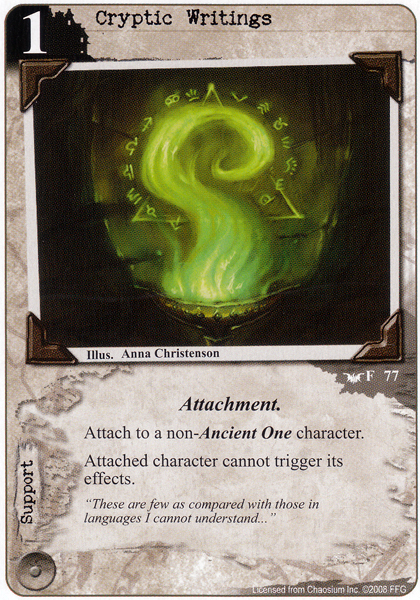 1
Cryptic Writings
Illus. Anna Christenson
F 77
Attachment.
Attach to a non-Ancient One character.
Attached character cannot trigger its
effects.
“These are few as compared with those in
languages I cannot understand...”
Support
Licensed from Chaosium Inc. ©2008 FFG